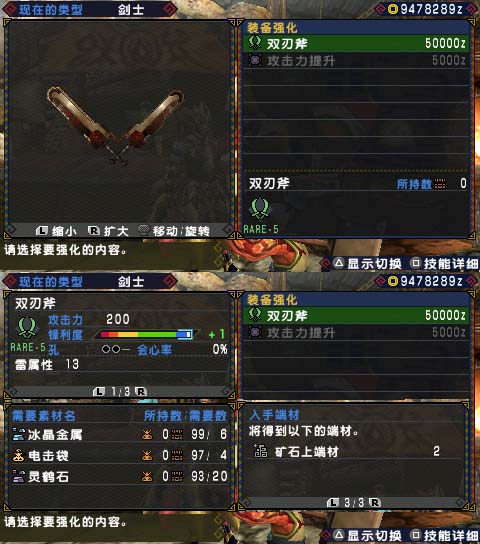 现在的类型 剑士
9478289z
装备强化
双刃斧 50000z
攻击力提升 5000z
双刃斧 所持数 0
RARE-5
L 缩小 R 扩大 移动/旋转
请选择要强化的内容。
△显示切换 □技能详细
现在的类型 剑士
9478289z
双刃斧
攻击力 200
锋利度 +1
RARE-5 孔 ○○― 会心率 0%
雷属性 13
L 1/3 R
装备强化
双刃斧 50000z
攻击力提升 5000z
需要素材名 所持数/需要数
冰晶金属 0 99/ 6
电击袋 0 97/ 4
灵鹤石 0 93/20
入手端材
将得到以下的端材。
矿石上端材 2
L 3/3 R
请选择要强化的内容。
△显示切换 □技能详细